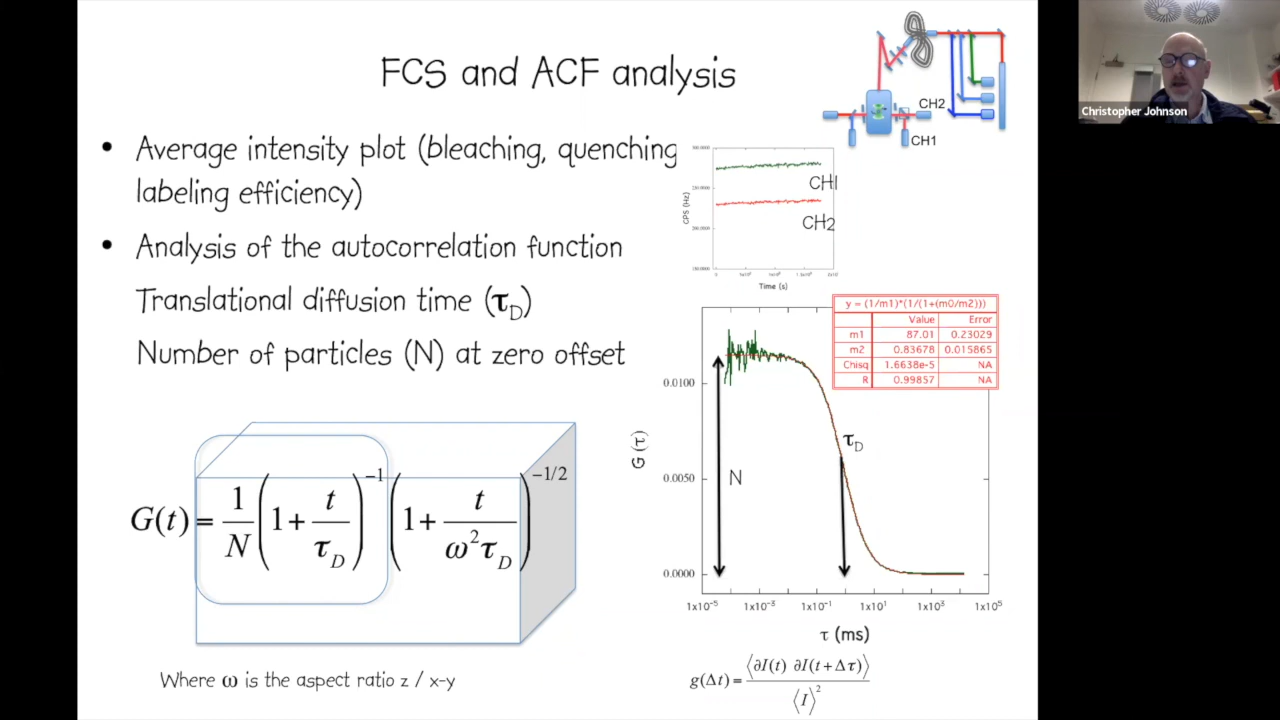 FCS and ACF analysis
CH2
CH1
Christopher Johnson
• Average intensity plot (bleaching, quenching
labeling efficiency)
• Analysis of the autocorrelation function
Translational diffusion time (τD)
Number of particles (N) at zero offset
CPS (Hz)
CH1
CH2
Time (s)
y = (1/m1)*(1/(1+(m0/m2)))
Value Error
m1 87.01 0.23029
m2 0.83678 0.015865
Chisq 1.6638e-5 NA
R 0.99857 NA
G (τ)
0.0100
0.0050
0.0000
N
τD
1x10⁻⁵ 1x10⁻³ 1x10⁻¹ 1x10¹ 1x10³ 1x10⁵
τ (ms)
G(t) = 1/N (1 + t/τD)⁻¹ (1 + t/ω²τD)^−1/2
Where ω is the aspect ratio z / x-y
g(Δt) = ⟨∂I(t) ∂I(t + Δτ)⟩ / ⟨I⟩²